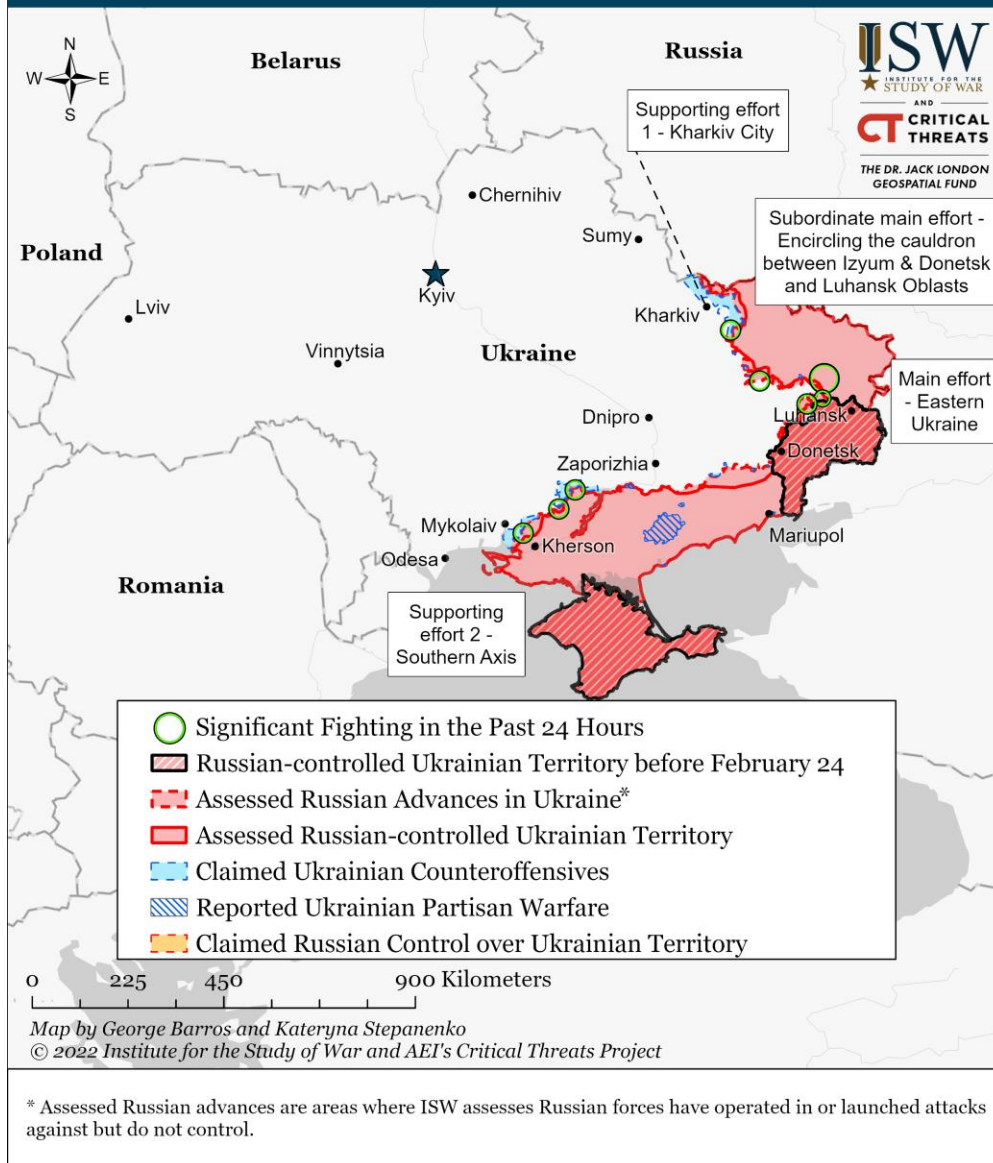 N
W
E
S
Belarus
Russia
ISW
INSTITUTE FOR THE
STUDY OF WAR
AND
CT CRITICAL
THREATS
THE DR. JACK LONDON
GEOSPATIAL FUND
Supporting effort
1 - Kharkiv City
Chernihiv
Subordinate main effort -
Encircling the cauldron
between Izyum & Donetsk
and Luhansk Oblasts
Sumy
Poland
Kyiv
Lviv
Kharkiv
Vinnytsia
Ukraine
Main effort
- Eastern
Ukraine
Dnipro
Luhansk
Donetsk
Zaporizhia
Mykolaiv
Mariupol
Kherson
Odesa
Romania
Supporting
effort 2 -
Southern Axis
Significant Fighting in the Past 24 Hours
Russian-controlled Ukrainian Territory before February 24
Assessed Russian Advances in Ukraine*
Assessed Russian-controlled Ukrainian Territory
Claimed Ukrainian Counteroffensives
Reported Ukrainian Partisan Warfare
Claimed Russian Control over Ukrainian Territory
0 225 450 900 Kilometers
Map by George Barros and Kateryna Stepanenko
© 2022 Institute for the Study of War and AEI's Critical Threats Project
* Assessed Russian advances are areas where ISW assesses Russian forces have operated in or launched attacks
against but do not control.